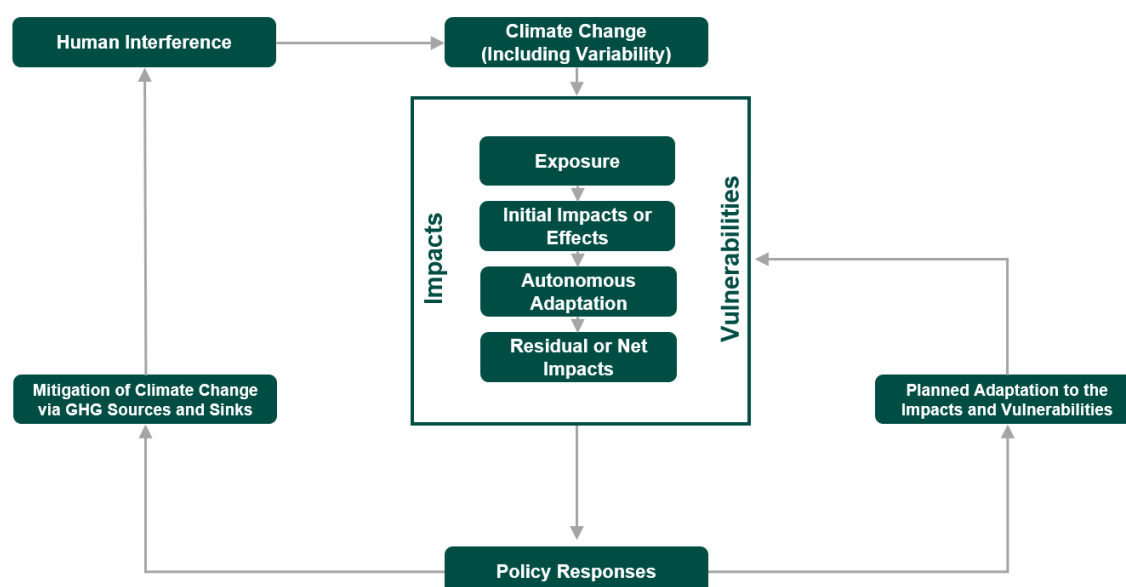 Human Interference
Climate Change
(Including Variability)
Exposure
Initial Impacts or
Effects
Autonomous
Adaptation
Residual or Net
Impacts
Impacts
Vulnerabilities
Mitigation of Climate Change
via GHG Sources and Sinks
Planned Adaptation to the
Impacts and Vulnerabilities
Policy Responses